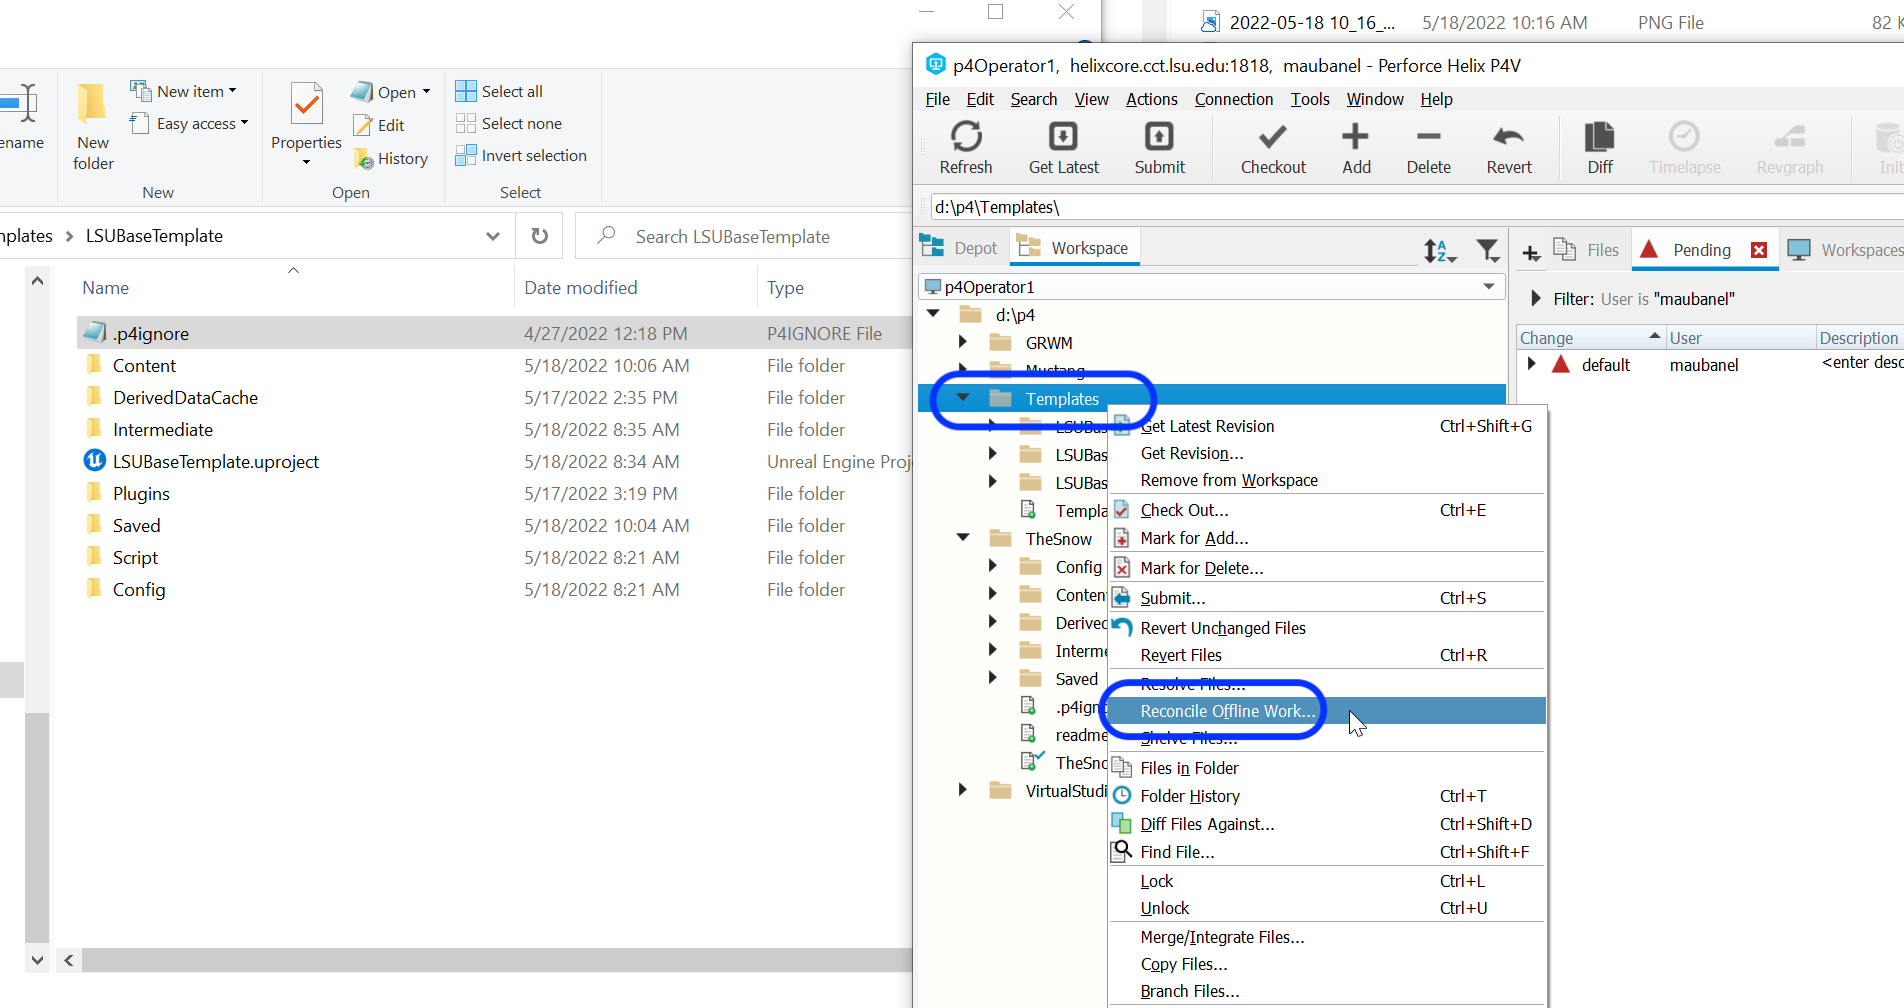 2022-05-18 10_16_... 5/18/2022 10:16 AM PNG File 82 K
ename
New folder
New item
Easy access
New
Properties
Open
Edit
History
Open
Select all
Select none
Invert selection
Select
mplates > LSUBaseTemplate
Search LSUBaseTemplate
Name Date modified Type
.p4ignore 4/27/2022 12:18 PM P4IGNORE File
Content 5/18/2022 10:06 AM File folder
DerivedDataCache 5/17/2022 2:35 PM File folder
Intermediate 5/18/2022 8:35 AM File folder
LSUBaseTemplate.uproject 5/18/2022 8:34 AM Unreal Engine Proj
Plugins 5/17/2022 3:19 PM File folder
Saved 5/18/2022 10:04 AM File folder
Script 5/18/2022 8:21 AM File folder
Config 5/18/2022 8:21 AM File folder
p4Operator1, helixcore.cct.lsu.edu:1818, maubanel - Perforce Helix P4V
File Edit Search View Actions Connection Tools Window Help
Refresh Get Latest Submit Checkout Add Delete Revert Diff Timelapse Revgraph Init
d:\p4\Templates\
Depot Workspace
p4Operator1
d:\p4
GRWM
Mustang
Templates
LSUBas
LSUBas
LSUBas
Templa
TheSnow
Config
Conten
Derived
Interme
Saved
.p4igno
readme
TheSno
VirtualStudi
Files Pending Workspaces
Filter: User is "maubanel"
Change User Description
default maubanel <enter desc
Get Latest Revision Ctrl+Shift+G
Get Revision...
Remove from Workspace
Check Out... Ctrl+E
Mark for Add...
Mark for Delete...
Submit... Ctrl+S
Revert Unchanged Files
Revert Files Ctrl+R
Resolve Files...
Reconcile Offline Work...
Shelve Files...
Files in Folder
Folder History Ctrl+T
Diff Files Against... Ctrl+Shift+D
Find File... Ctrl+Shift+F
Lock Ctrl+L
Unlock Ctrl+U
Merge/Integrate Files...
Copy Files...
Branch Files...